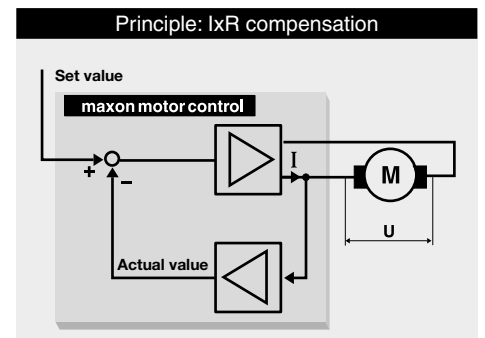 Principle: IxR compensation
Set value
maxon motor control
+
−
I
M
U
Actual value